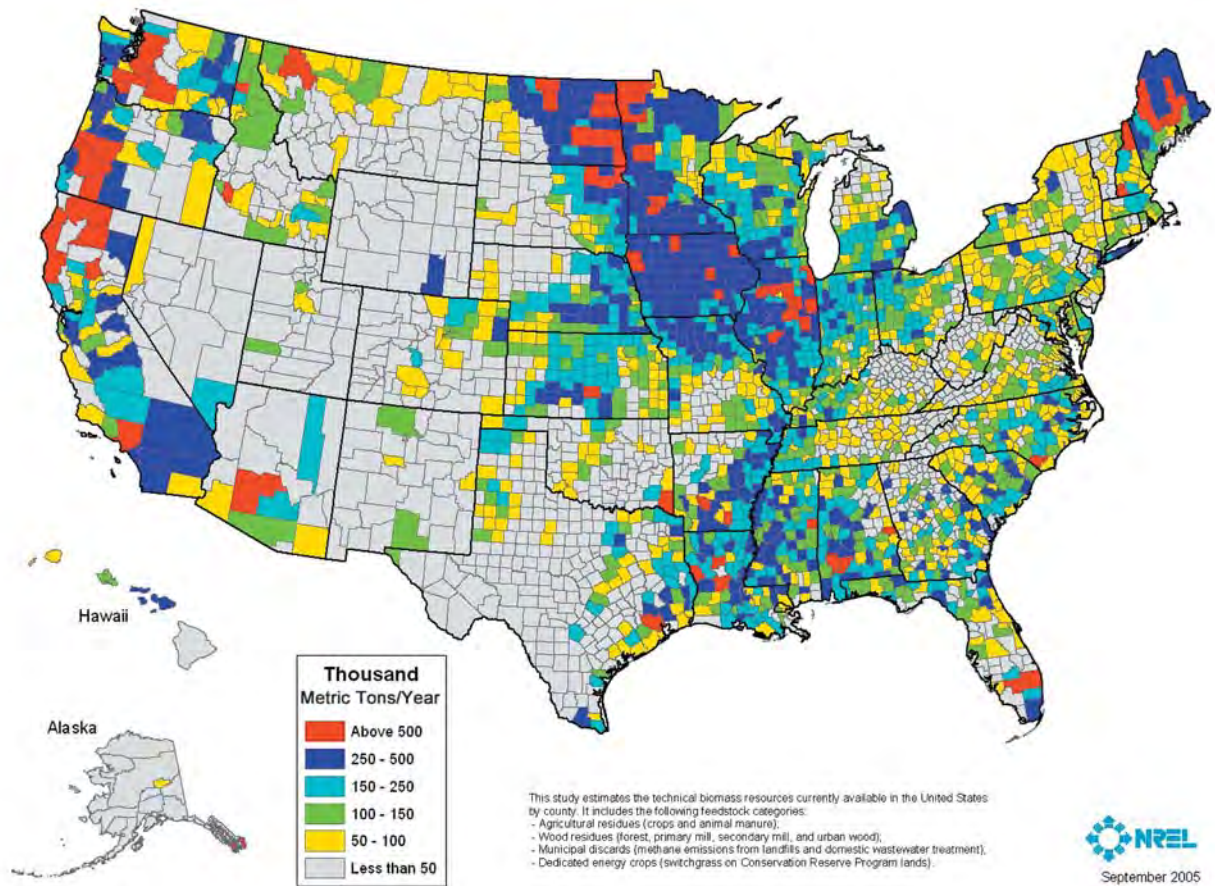 Hawaii
Alaska
Thousand
Metric Tons/Year
Above 500
250 - 500
150 - 250
100 - 150
50 - 100
Less than 50
This study estimates the technical biomass resources currently available in the United States
by county. It includes the following feedstock categories:
- Agricultural residues (crops and animal manure);
- Wood residues (forest, primary mill, secondary mill, and urban wood);
- Municipal discards (methane emissions from landfills and domestic wastewater treatment);
- Dedicated energy crops (switchgrass on Conservation Reserve Program lands).
NREL
September 2005